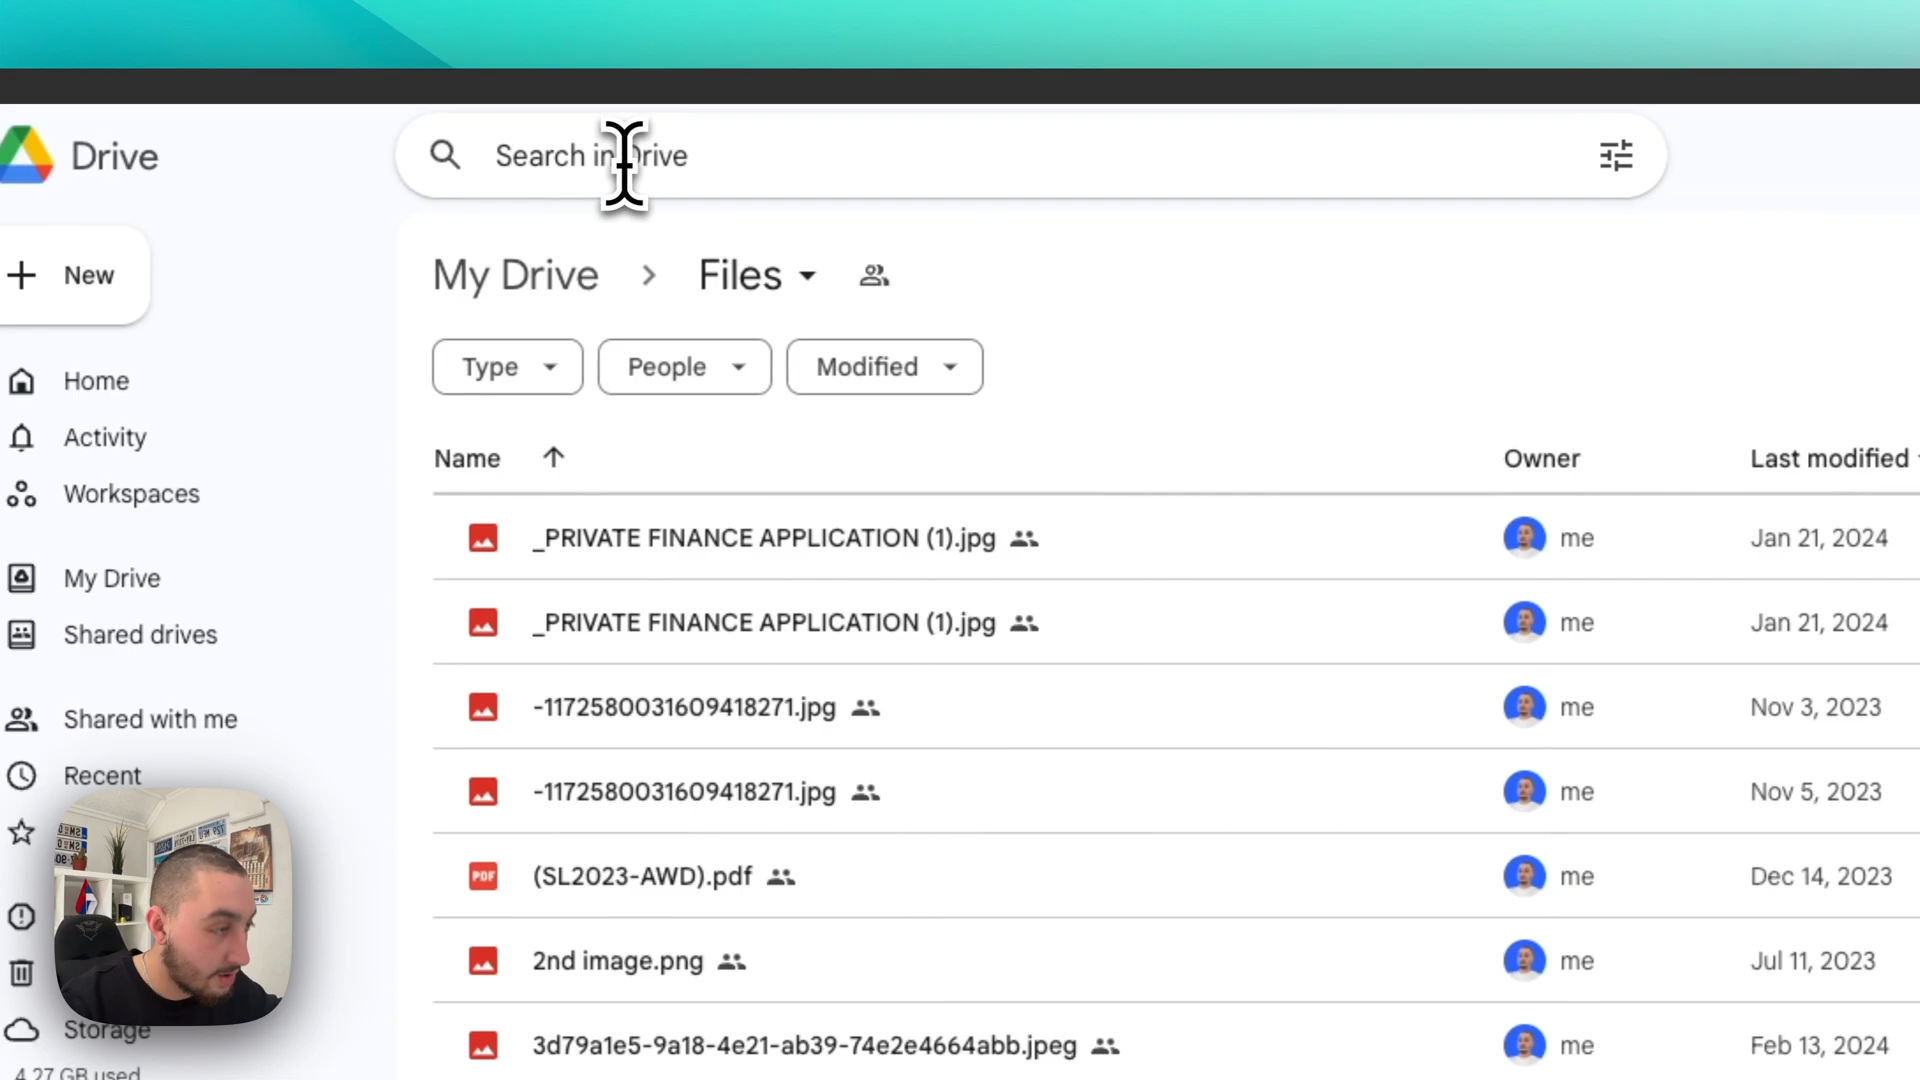 Drive
Search in Drive
New
My Drive
Files
Type
People
Modified
Home
Activity
Workspaces
My Drive
Shared drives
Shared with me
Recent
Storage
4.27 GB used
Name
Owner
Last modified
_PRIVATE FINANCE APPLICATION (1).jpg
me
Jan 21, 2024
_PRIVATE FINANCE APPLICATION (1).jpg
me
Jan 21, 2024
-1172580031609418271.jpg
me
Nov 3, 2023
-1172580031609418271.jpg
me
Nov 5, 2023
PDF
(SL2023-AWD).pdf
me
Dec 14, 2023
2nd image.png
me
Jul 11, 2023
3d79a1e5-9a18-4e21-ab39-74e2e4664abb.jpeg
me
Feb 13, 2024